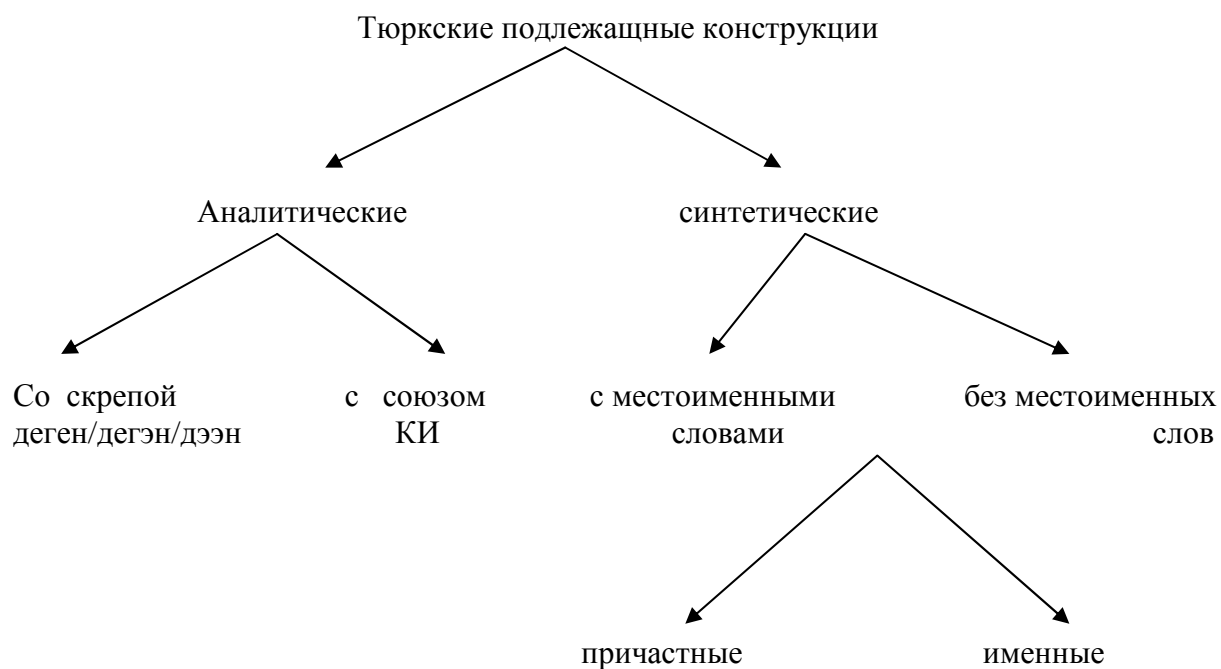 Тюркские подлежащные конструкции
Аналитические
синтетические
Со скрепой
деген/дегэн/дээн
с союзом
КИ
с местоименными
словами
без местоименных
слов
причастные
именные